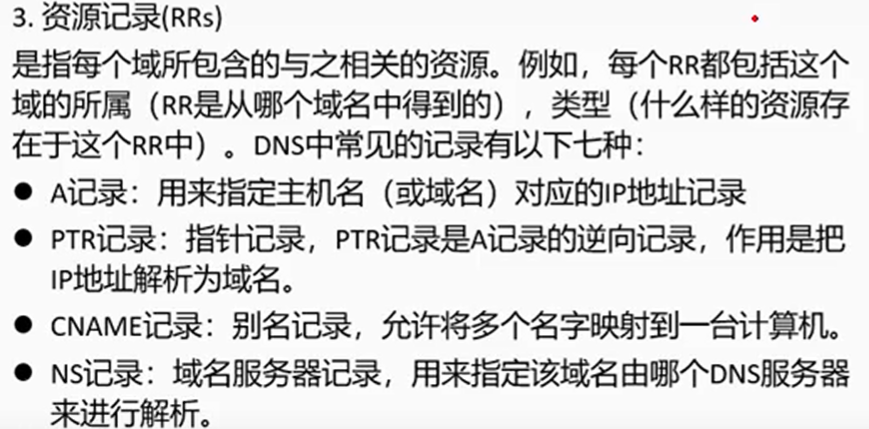 3. 资源记录(RRs)
是指每个域所包含的与之相关的资源。例如，每个RR都包括这个
域的所属（RR是从哪个域名中得到的），类型（什么样的资源存
在于这个RR中）。DNS中常见的记录有以下七种：
● A记录：用来指定主机名（或域名）对应的IP地址记录
● PTR记录：指针记录，PTR记录是A记录的逆向记录，作用是把
IP地址解析为域名。
● CNAME记录：别名记录，允许将多个名字映射到一台计算机。
● NS记录：域名服务器记录，用来指定该域名由哪个DNS服务器
来进行解析。